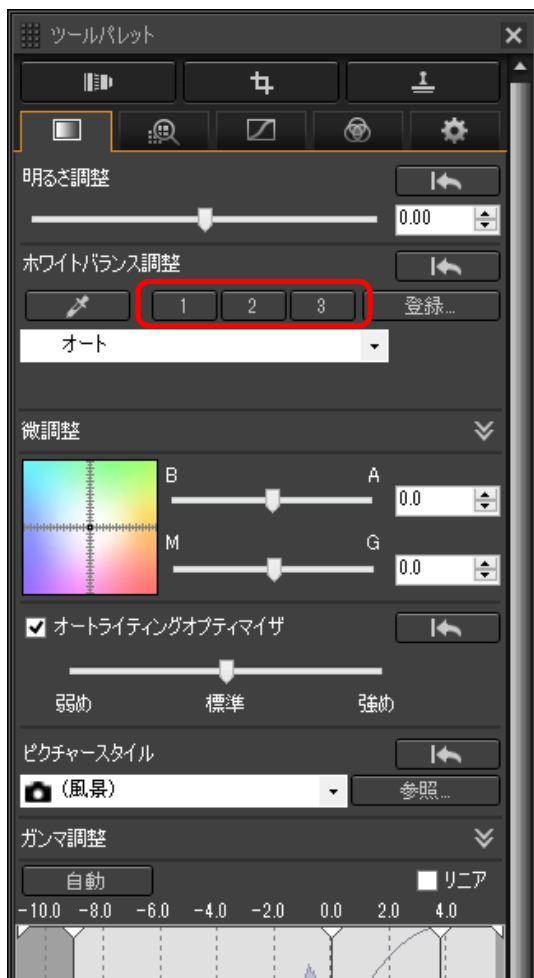 ツールパレット
明るさ調整
0.00
ホワイトバランス調整
1 2 3 登録...
オート
微調整
B A
0.0
M G
0.0
オートライティングオプティマイザ
弱め 標準 強め
ピクチャースタイル
(風景) 参照...
ガンマ調整
自動 リニア
-10.0 -8.0 -6.0 -4.0 -2.0 0.0 2.0 4.0